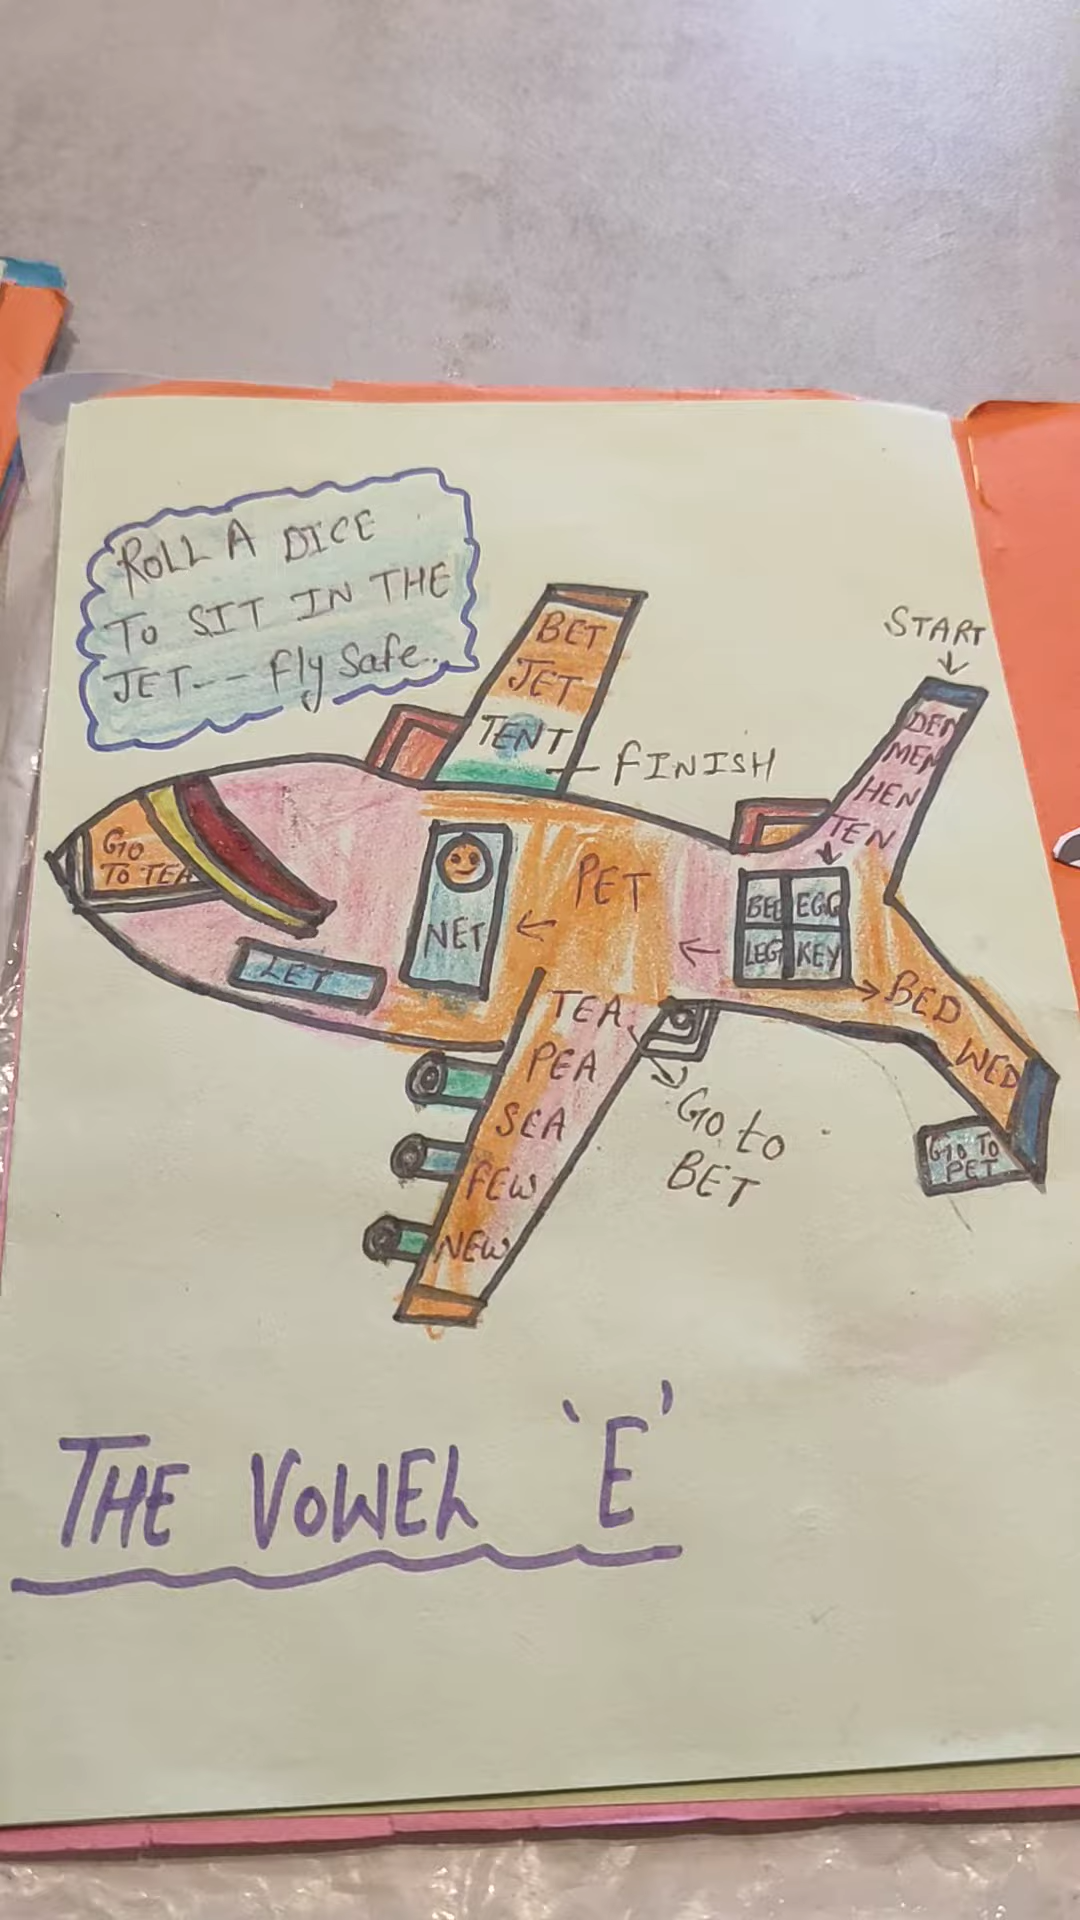 ROLL A DICE
TO SIT IN THE
JET--- Fly Safe.
START
DEN
MEN
HEN
TEN
BET
JET
TENT
FINISH
GO
TO TEA
PET
NET
LET
EGG
LEG KEY
BED
WED
GO TO
PET
TEA
PEA
SEA
FEW
NEW
GO to
BET
THE VOWEL 'E'